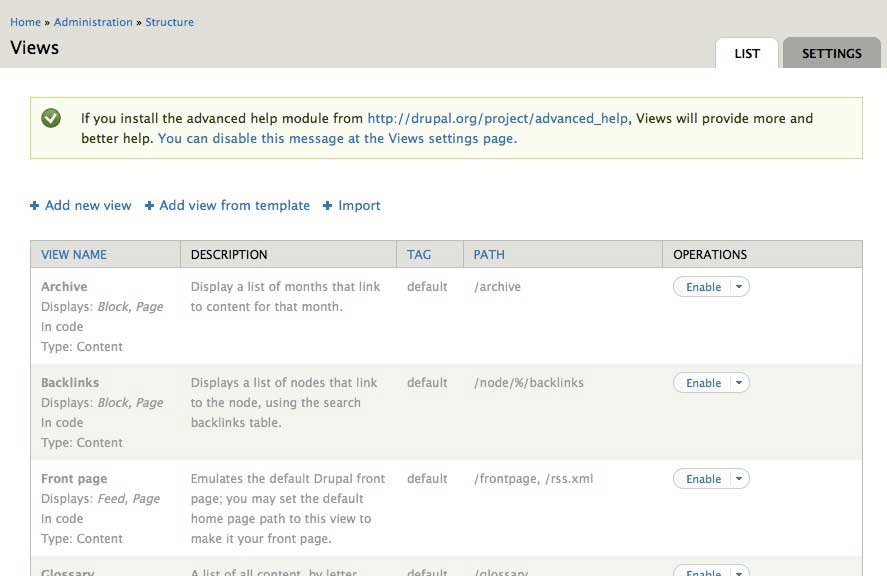 Home » Administration » Structure
Views
LIST
SETTINGS
If you install the advanced help module from http://drupal.org/project/advanced_help, Views will provide more and
better help. You can disable this message at the Views settings page.
Add new view
Add view from template
Import
VIEW NAME
DESCRIPTION
TAG
PATH
OPERATIONS
Archive
Displays: Block, Page
In code
Type: Content
Display a list of months that link
to content for that month.
default
/archive
Enable
Backlinks
Displays: Block, Page
In code
Type: Content
Displays a list of nodes that link
to the node, using the search
backlinks table.
default
/node/%/backlinks
Enable
Front page
Displays: Feed, Page
In code
Type: Content
Emulates the default Drupal front
page; you may set the default
home page path to this view to
make it your front page.
default
/frontpage, /rss.xml
Enable
Glossary
A list of all content, by letter.
default
/glossary
Enable